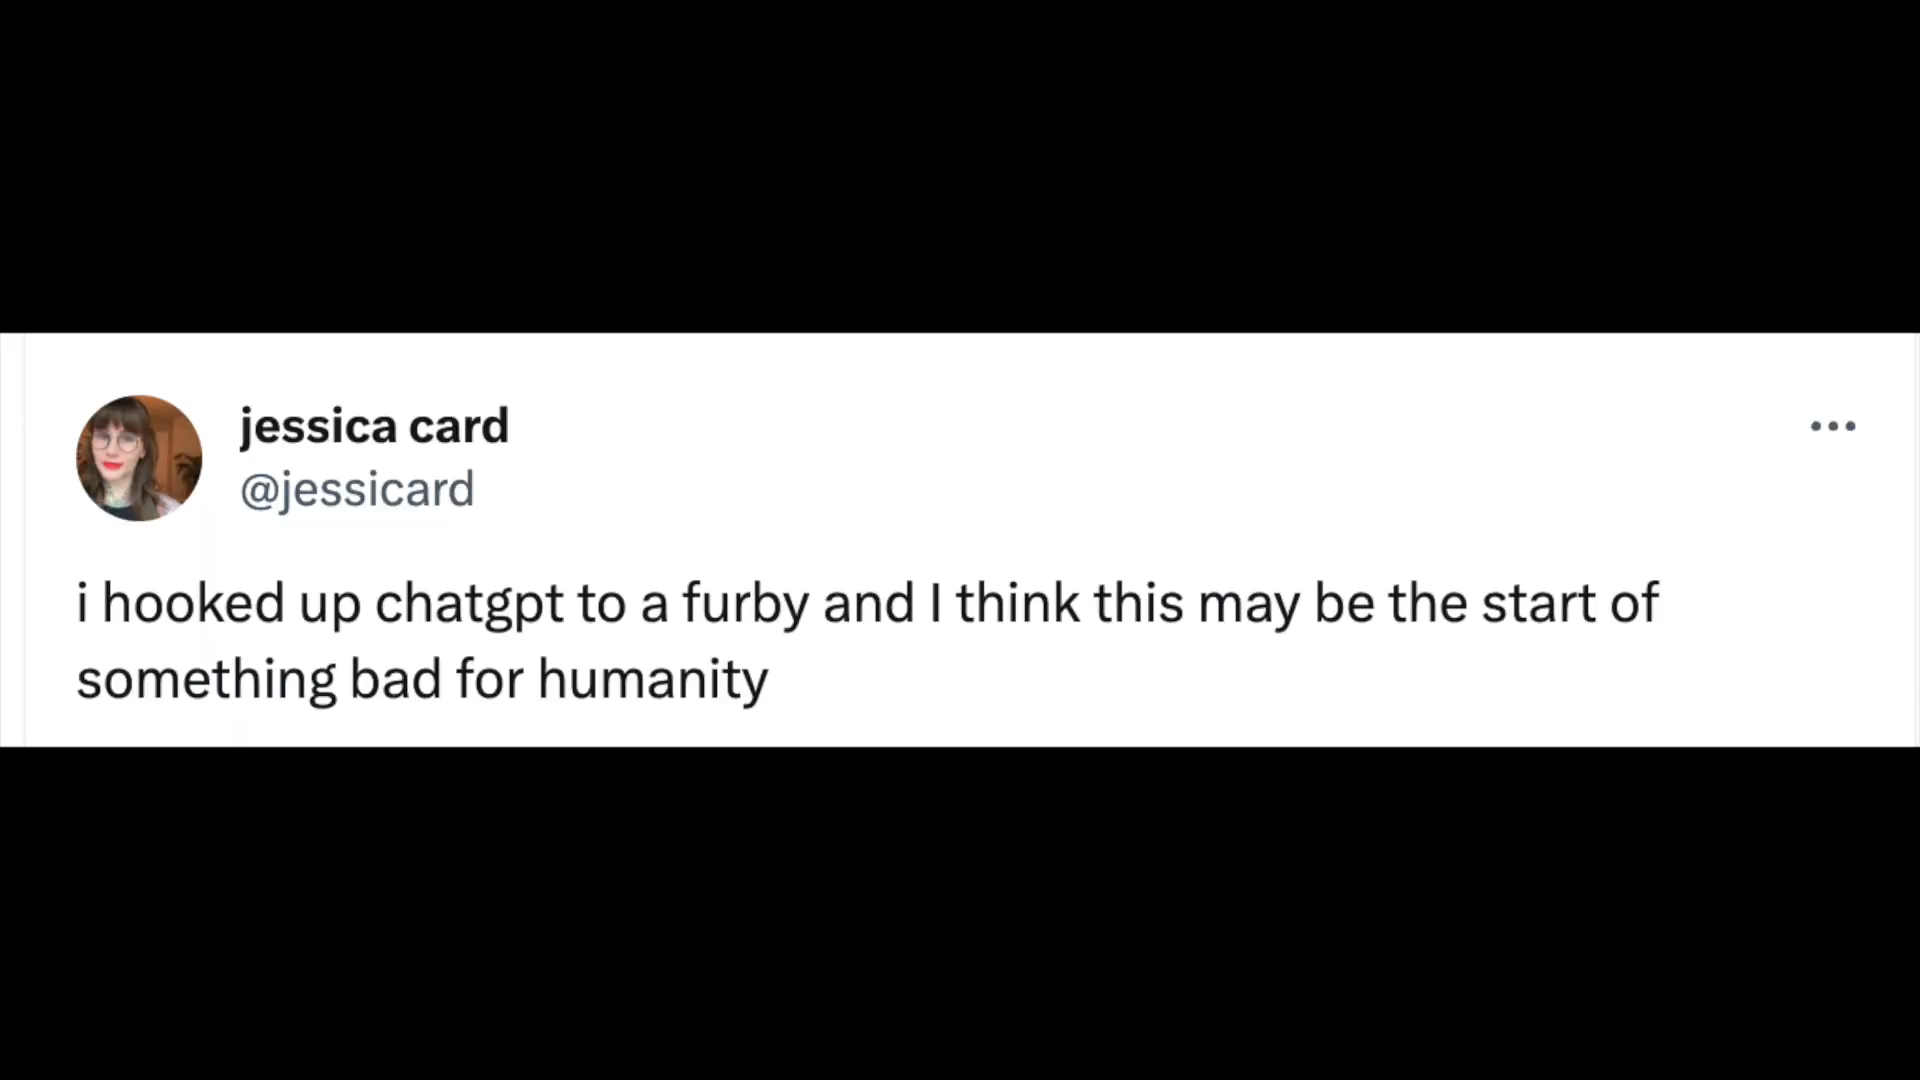 jessica card
@jessicard
i hooked up chatgpt to a furby and I think this may be the start of
something bad for humanity